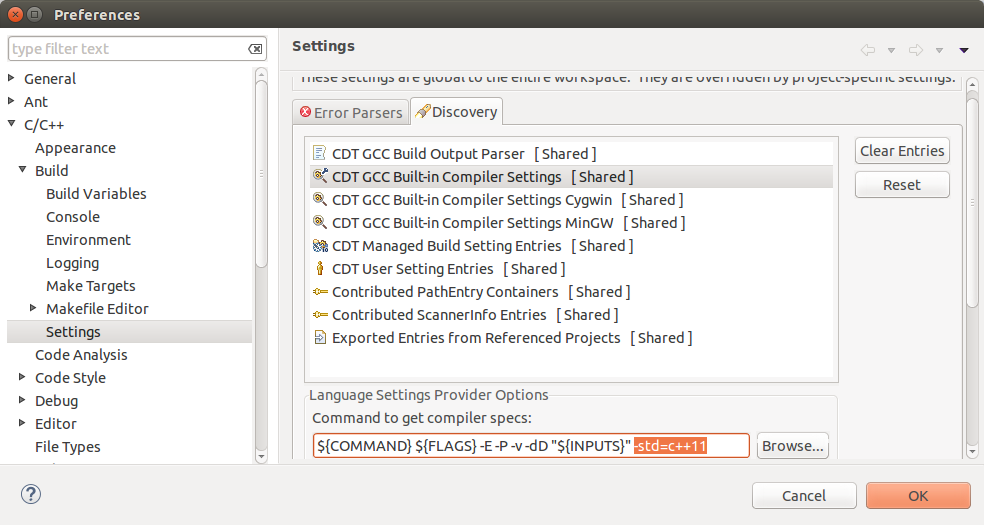 Preferences
type filter text
General
Ant
C/C++
Appearance
Build
Build Variables
Console
Environment
Logging
Make Targets
Makefile Editor
Settings
Code Analysis
Code Style
Debug
Editor
File Types
Settings
These settings are global to the entire workspace. They are overridden by project-specific settings.
Error Parsers
Discovery
CDT GCC Build Output Parser [ Shared ]
CDT GCC Built-in Compiler Settings [ Shared ]
CDT GCC Built-in Compiler Settings Cygwin [ Shared ]
CDT GCC Built-in Compiler Settings MinGW [ Shared ]
CDT Managed Build Setting Entries [ Shared ]
CDT User Setting Entries [ Shared ]
Contributed PathEntry Containers [ Shared ]
Contributed ScannerInfo Entries [ Shared ]
Exported Entries from Referenced Projects [ Shared ]
Clear Entries
Reset
Language Settings Provider Options
Command to get compiler specs:
${COMMAND} ${FLAGS} -E -P -v -dD "${INPUTS}" -std=c++11
Browse...
Cancel
OK